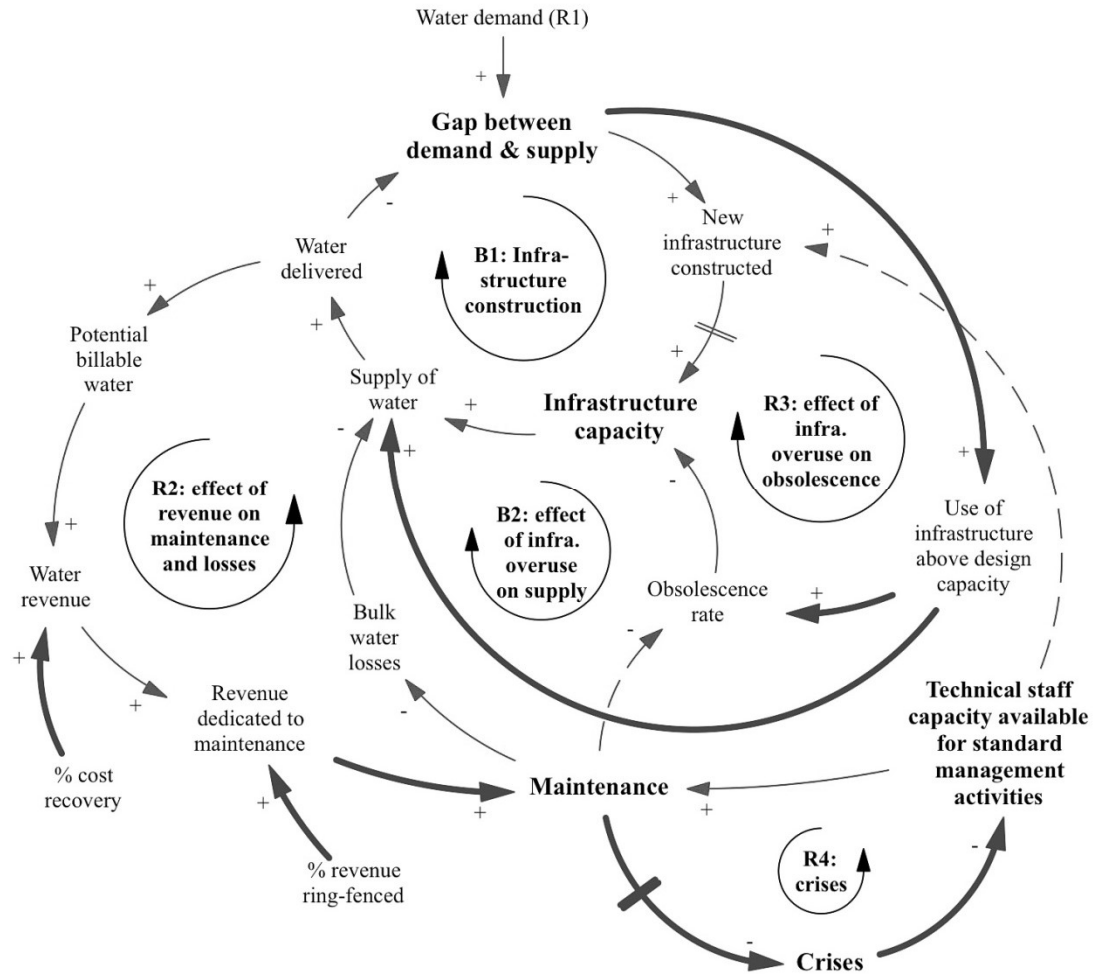 Water demand (R1)
+
Gap between
demand & supply
-
+
New
infrastructure
constructed
+
Water
delivered
B1: Infra-
structure
construction
+
+
Potential
billable
water
+
Supply of
water
+
Infrastructure
capacity
R3: effect of
infra.
overuse on
obsolescence
-
+
-
+
R2: effect of
revenue on
maintenance
and losses
B2: effect
of infra.
overuse
on supply
Use of
infrastructure
above design
capacity
+
Water
revenue
Bulk
water
losses
Obsolescence
rate
+
-
+
+
-
Revenue
dedicated to
maintenance
Technical staff
capacity available
for standard
management
activities
% cost
recovery
Maintenance
+
+
+
% revenue
ring-fenced
R4:
crises
-
-
Crises